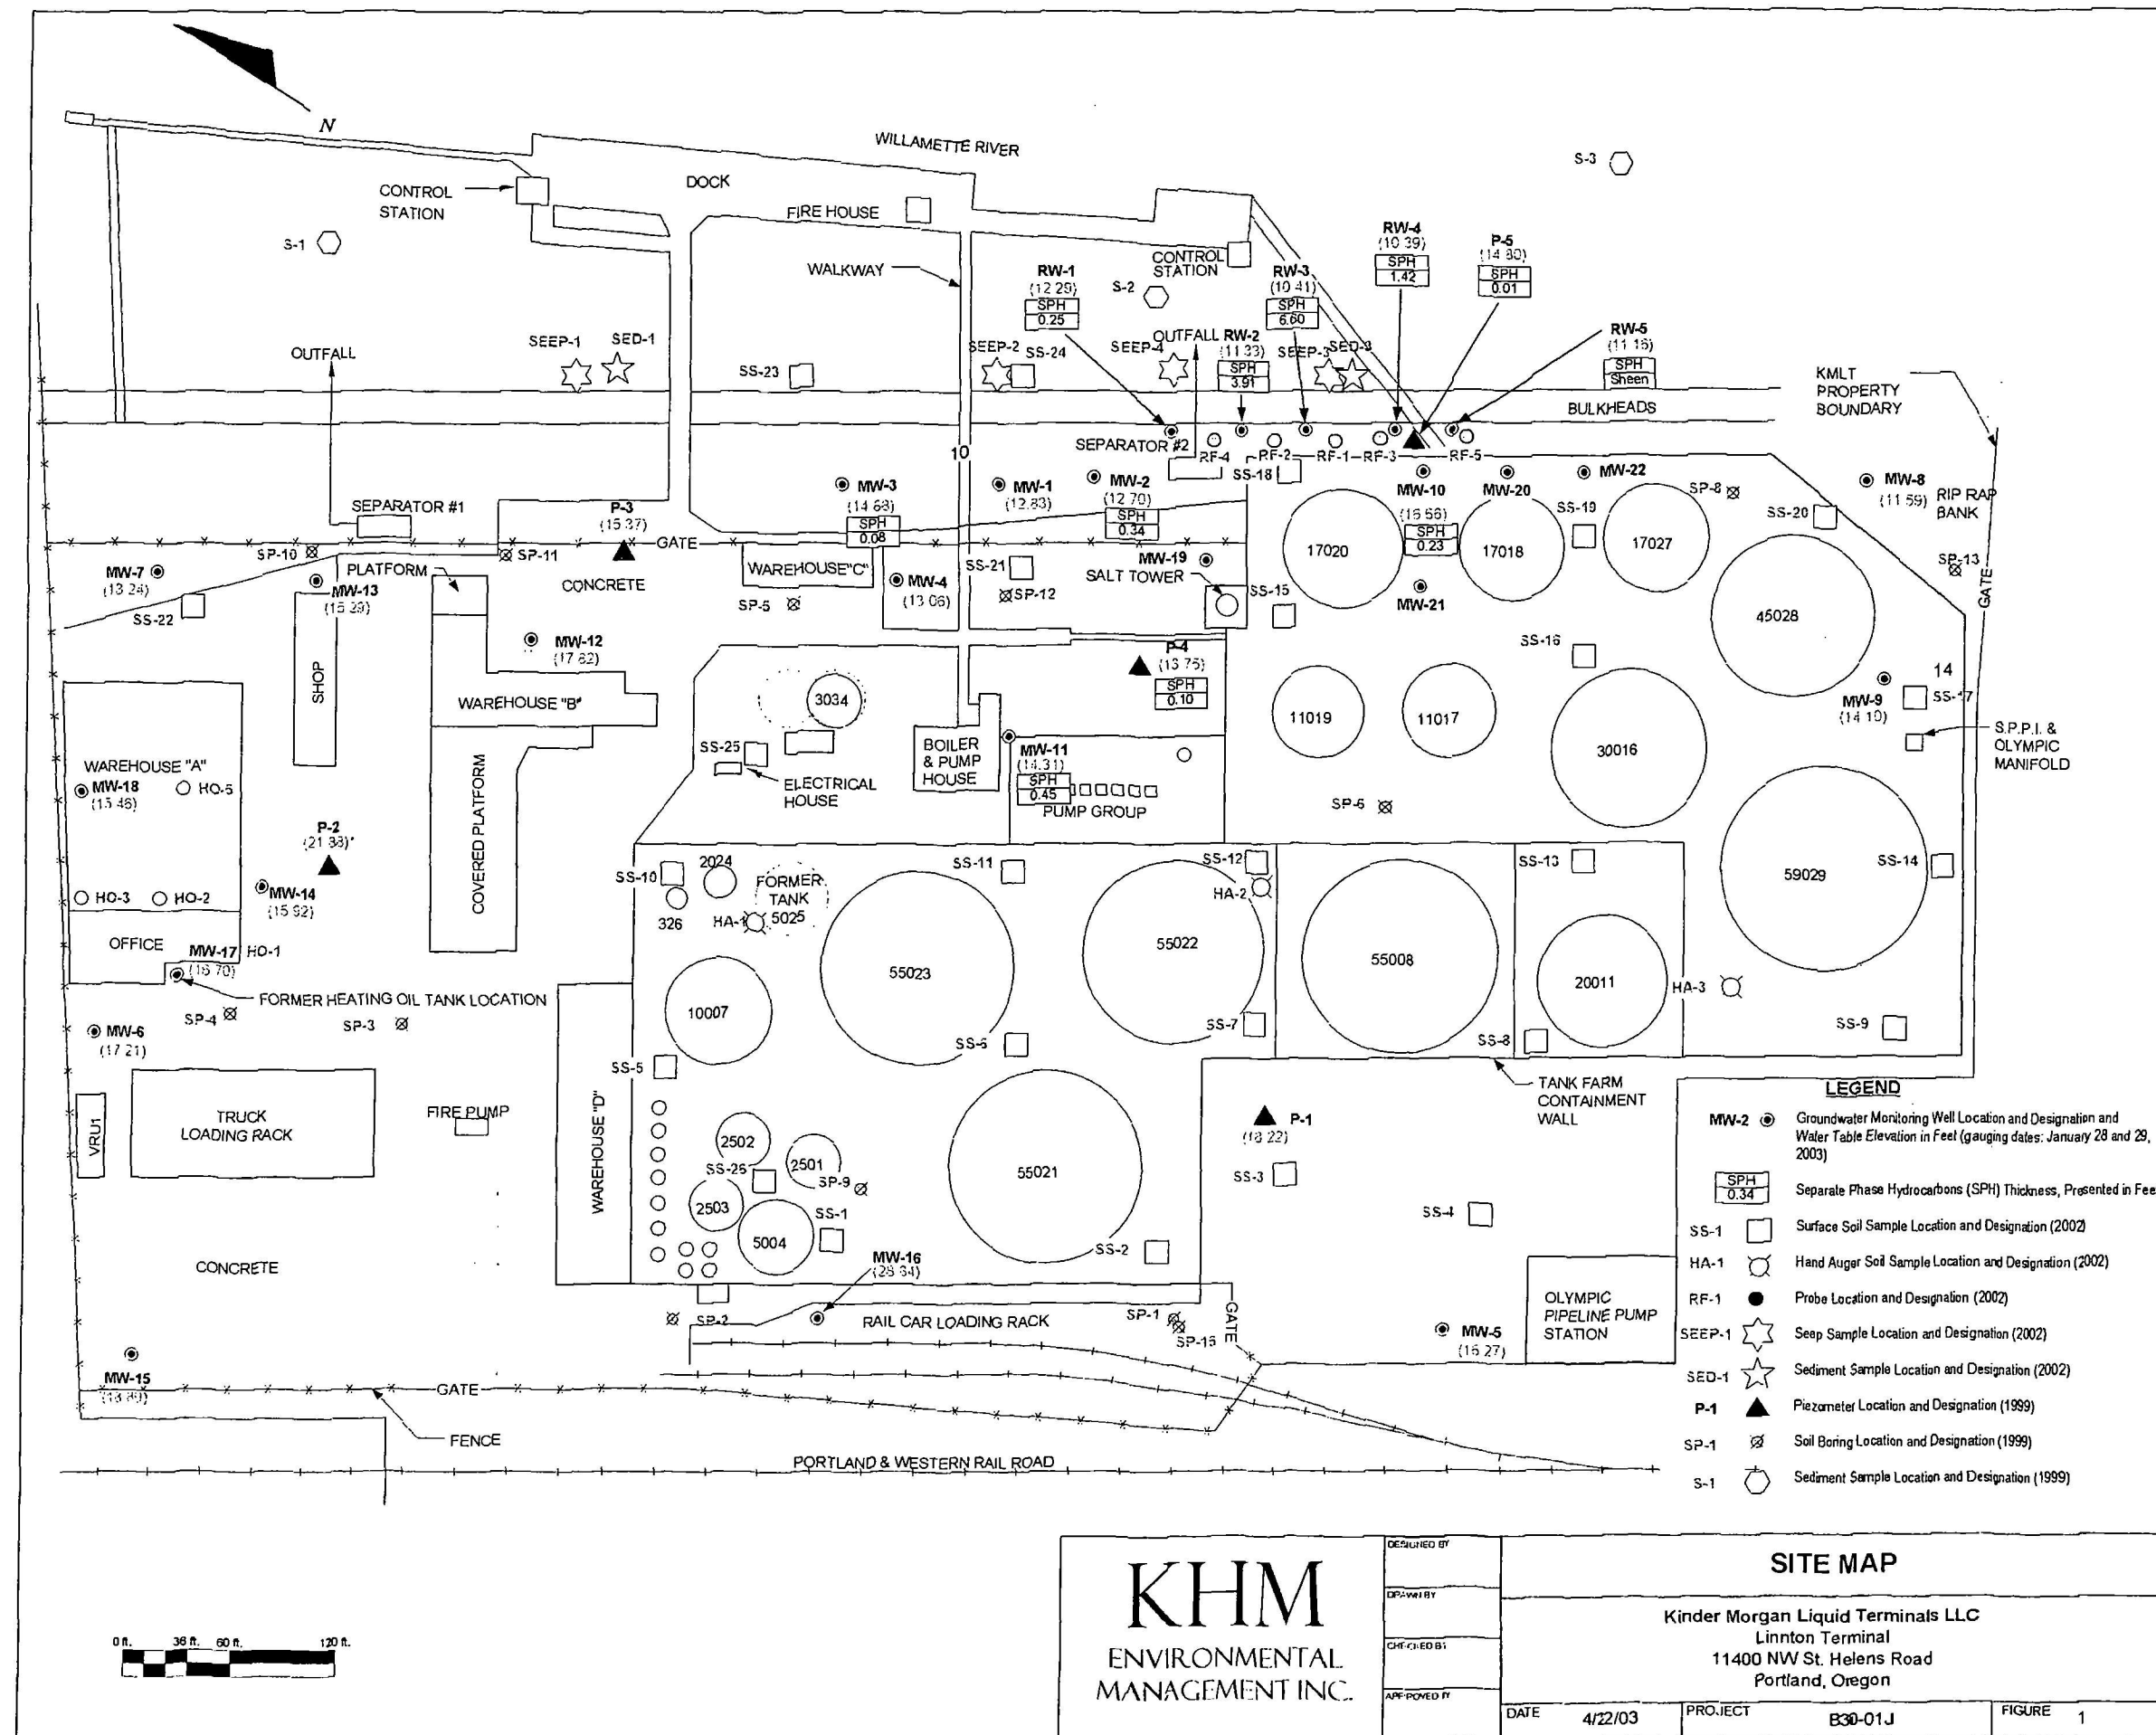 N
WILLAMETTE RIVER
S-3
CONTROL
STATION
DOCK
FIRE HOUSE
S-1
WALKWAY
CONTROL
STATION
S-2
RW-1
(12 29)
SPH
0.25
RW-3
(10 41)
SPH
6.60
RW-4
(10 39)
SPH
1.42
P-5
(14 80)
SPH
0.01
OUTFALL
SEEP-1
SED-1
SS-23
SEEP-2
SS-24
SEEP-4
OUTFALL
RW-2
(11 33)
SPH
3.91
SEEP-3
SED-3
RW-5
(11 16)
SPH
Sheen
KMLT
PROPERTY
BOUNDARY
BULKHEADS
SEPARATOR #2
10
RF-4
RF-2
RF-1
RF-3
RF-5
SS-18
MW-3
(14 68)
SPH
0.08
MW-1
(12.83)
MW-2
(12 70)
SPH
0.34
MW-10
(16 56)
SPH
0.23
MW-20
MW-22
SP-8
SS-19
SS-20
MW-8
(11 59)
RIP RAP
BANK
SEPARATOR #1
P-3
(15.37)
GATE
SP-10
SP-11
PLATFORM
CONCRETE
MW-7
(13 24)
SS-22
MW-13
(15 29)
WAREHOUSE"C"
SP-5
MW-4
(13 06)
SS-21
SP-12
MW-19
SALT TOWER
SS-15
17020
17018
17027
MW-21
45028
SP-13
GATE
SHOP
MW-12
(17 82)
WAREHOUSE "B"
3034
P-4
(13 75)
SPH
0.10
SS-16
11019
11017
30016
14
MW-9
(14 10)
SS-17
S.P.P.I. &
OLYMPIC
MANIFOLD
WAREHOUSE "A"
MW-18
(15 46)
HO-5
SS-25
ELECTRICAL
HOUSE
BOILER
& PUMP
HOUSE
MW-11
(14.31)
SPH
0.45
PUMP GROUP
SP-6
P-2
(21 38)*
COVERED PLATFORM
HO-3
HO-2
MW-14
(15 92)
OFFICE
MW-17
HO-1
(16 70)
FORMER HEATING OIL TANK LOCATION
SS-10
2024
326
HA-1
FORMER
TANK
5025
SS-11
55023
SS-12
HA-2
55022
55008
SS-13
20011
59029
SS-14
HA-3
10007
MW-6
(17 21)
SP-4
SP-3
SS-5
SS-6
SS-7
SS-8
SS-9
VRU1
TRUCK
LOADING RACK
FIRE PUMP
WAREHOUSE "D"
2502
2501
SS-26
SP-9
2503
5004
SS-1
55021
SS-2
P-1
(18 22)
SS-3
SS-4
TANK FARM
CONTAINMENT
WALL
CONCRETE
MW-16
(28 64)
SP-2
RAIL CAR LOADING RACK
SP-1
SP-15
GATE
MW-5
(16 27)
OLYMPIC
PIPELINE PUMP
STATION
MW-15
GATE
FENCE
PORTLAND & WESTERN RAIL ROAD
LEGEND
MW-2
Groundwater Monitoring Well Location and Designation and
Water Table Elevation in Feet (gauging dates: January 28 and 29,
2003)
SPH
0.34
Separate Phase Hydrocarbons (SPH) Thickness, Presented in Fee
SS-1
Surface Soil Sample Location and Designation (2002)
HA-1
Hand Auger Soil Sample Location and Designation (2002)
RF-1
Probe Location and Designation (2002)
SEEP-1
Seep Sample Location and Designation (2002)
SED-1
Sediment Sample Location and Designation (2002)
P-1
Piezometer Location and Designation (1999)
SP-1
Soil Boring Location and Designation (1999)
S-1
Sediment Sample Location and Designation (1999)
0 ft. 36 ft. 60 ft. 120 ft.
KHM
ENVIRONMENTAL
MANAGEMENT INC.
DESIGNED BY
DRAWN BY
CHECKED BY
APPROVED BY
SITE MAP
Kinder Morgan Liquid Terminals LLC
Linnton Terminal
11400 NW St. Helens Road
Portland, Oregon
DATE 4/22/03
PROJECT B30-01J
FIGURE 1